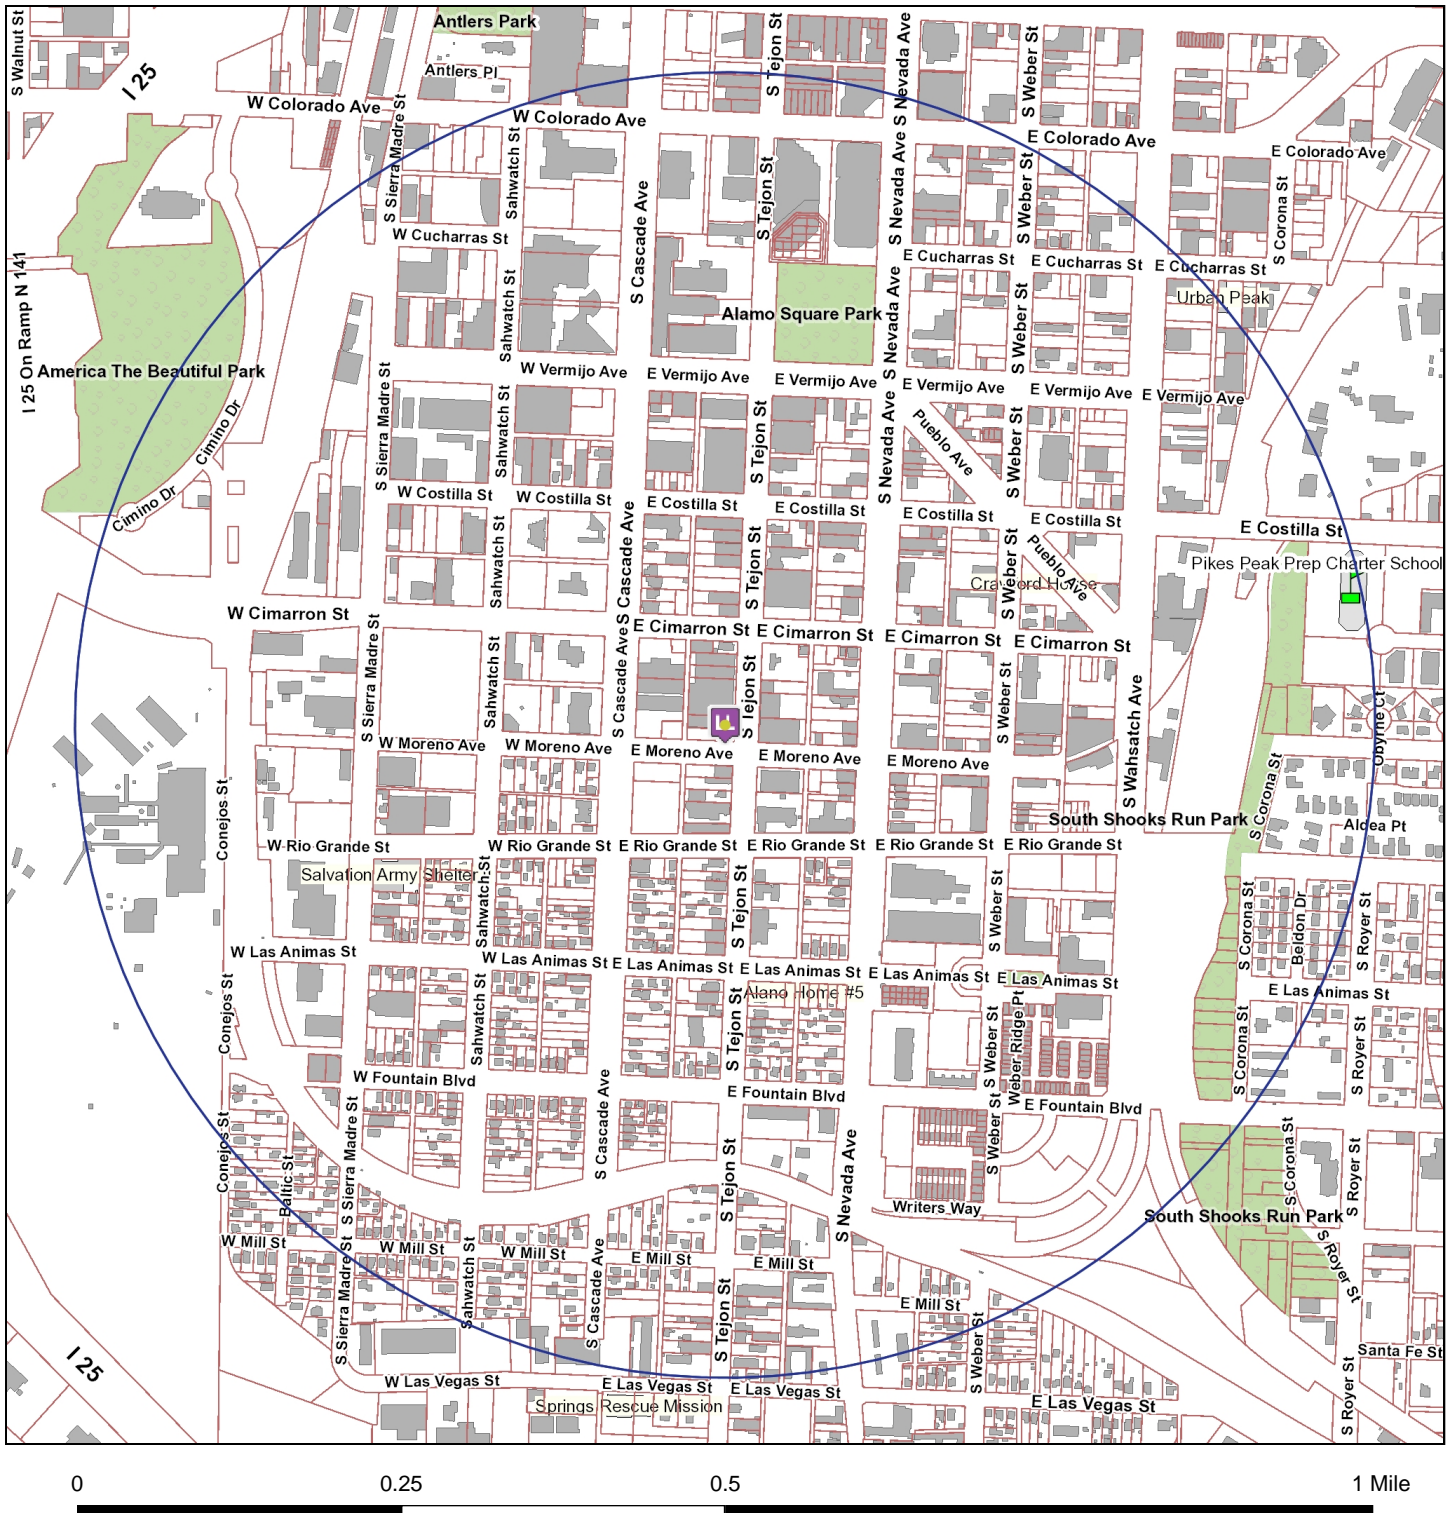 S Walnut St
I 25
Antlers Park
Antlers Pl
S Tejon St
S Nevada Ave
S Weber St
W Colorado Ave
W Colorado Ave
E Colorado Ave
E Colorado Ave
S Sierra Madre St
Sahwatch St
S Cascade Ave
S Tejon St
S Nevada Ave
S Weber St
S Corona St
W Cucharras St
E Cucharras St
E Cucharras St
E Cucharras St
Urban Peak
I 25 On Ramp N 141
Sahwatch St
Alamo Square Park
S Nevada Ave
S Weber St
America The Beautiful Park
W Vermijo Ave
E Vermijo Ave
E Vermijo Ave
E Vermijo Ave
E Vermijo Ave
E Vermijo Ave
Cimino Dr
Cimino Dr
S Sierra Madre St
Sahwatch St
S Tejon St
S Nevada Ave
Pueblo Ave
S Weber St
W Costilla St
W Costilla St
E Costilla St
E Costilla St
E Costilla St
E Costilla St
E Costilla St
Sahwatch St
S Cascade Ave
S Tejon St
S Weber St
Pueblo Ave
Crawford House
Pikes Peak Prep Charter School
W Cimarron St
E Cimarron St
E Cimarron St
E Cimarron St
E Cimarron St
S Sierra Madre St
Sahwatch St
S Cascade Ave
S Tejon St
S Weber St
S Wahsatch Ave
Obyrne Ct
W Moreno Ave
W Moreno Ave
E Moreno Ave
E Moreno Ave
E Moreno Ave
Conejos St
S Corona St
South Shooks Run Park
Aldea Pt
W Rio Grande St
W Rio Grande St
E Rio Grande St
E Rio Grande St
E Rio Grande St
E Rio Grande St
Salvation Army Shelter
Sahwatch St
S Tejon St
S Weber St
S Corona St
Beldon Dr
S Royer St
W Las Animas St
W Las Animas St
E Las Animas St
E Las Animas St
E Las Animas St
E Las Animas St
E Las Animas St
Alano Home #5
Conejos St
Sahwatch St
S Tejon St
S Weber St
Weber Ridge Pt
S Corona St
S Royer St
W Fountain Blvd
E Fountain Blvd
E Fountain Blvd
Conejos St
Baltic St
S Sierra Madre St
S Cascade Ave
S Tejon St
S Nevada Ave
S Weber St
S Corona St
S Royer St
Writers Way
South Shooks Run Park
W Mill St
W Mill St
W Mill St
E Mill St
E Mill St
E Mill St
S Royer St
S Sierra Madre St
Sahwatch St
S Cascade Ave
S Tejon St
S Weber St
Santa Fe St
I 25
W Las Vegas St
E Las Vegas St
E Las Vegas St
E Las Vegas St
Springs Rescue Mission
S Royer St
0 0.25 0.5 1 Mile